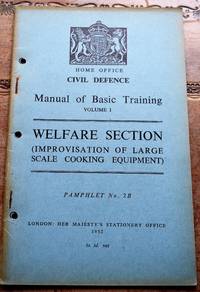 HOME OFFICE
CIVIL DEFENCE
Manual of Basic Training
VOLUME I
WELFARE SECTION
(IMPROVISATION OF LARGE
SCALE COOKING EQUIPMENT)
PAMPHLET No. 2B
LONDON: HER MAJESTY'S STATIONERY OFFICE
1952